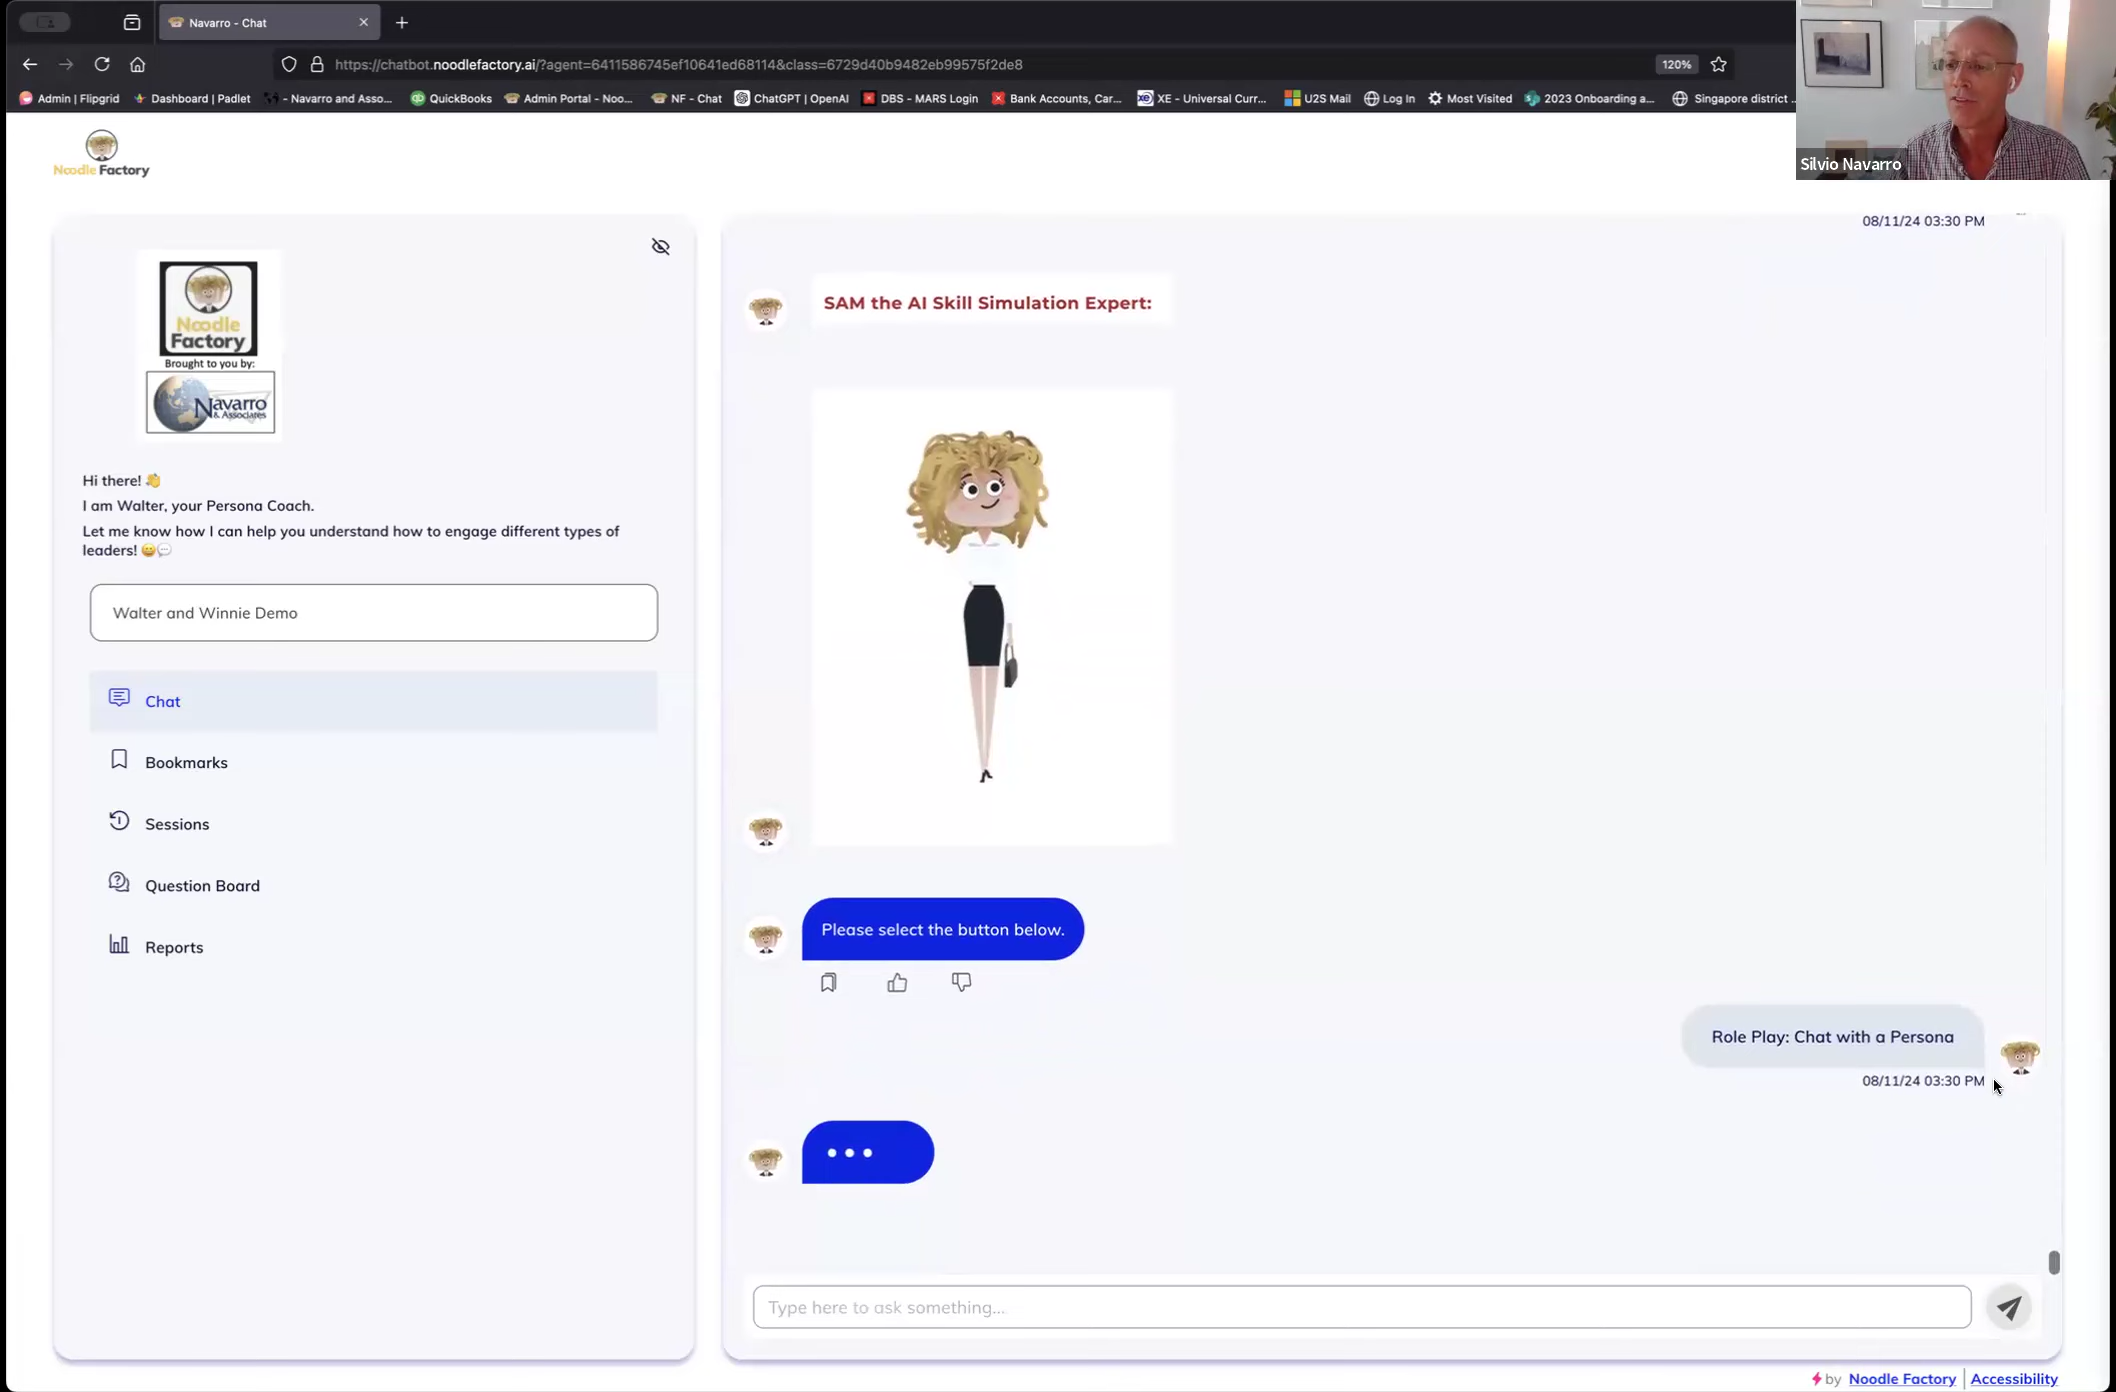 Navarro - Chat
https://chatbot.noodlefactory.ai/?agent=6411586745ef10641ed68114&class=6729d40b9482eb99575f2de8
120%
Admin | Flipgrid
Dashboard | Padlet
- Navarro and Asso...
QuickBooks
Admin Portal - Noo...
NF - Chat
ChatGPT | OpenAI
DBS - MARS Login
Bank Accounts, Car...
XE - Universal Curr...
U2S Mail
Log In
Most Visited
2023 Onboarding a...
Singapore district ...
Silvio Navarro
Noodle Factory
Noodle
Factory
Brought to you by:
Navarro
& Associates
Hi there! 👋
I am Walter, your Persona Coach.
Let me know how I can help you understand how to engage different types of
leaders! 😀💬
Walter and Winnie Demo
Chat
Bookmarks
Sessions
Question Board
Reports
08/11/24 03:30 PM
SAM the AI Skill Simulation Expert:
Please select the button below.
Role Play: Chat with a Persona
08/11/24 03:30 PM
Type here to ask something...
by Noodle Factory | Accessibility